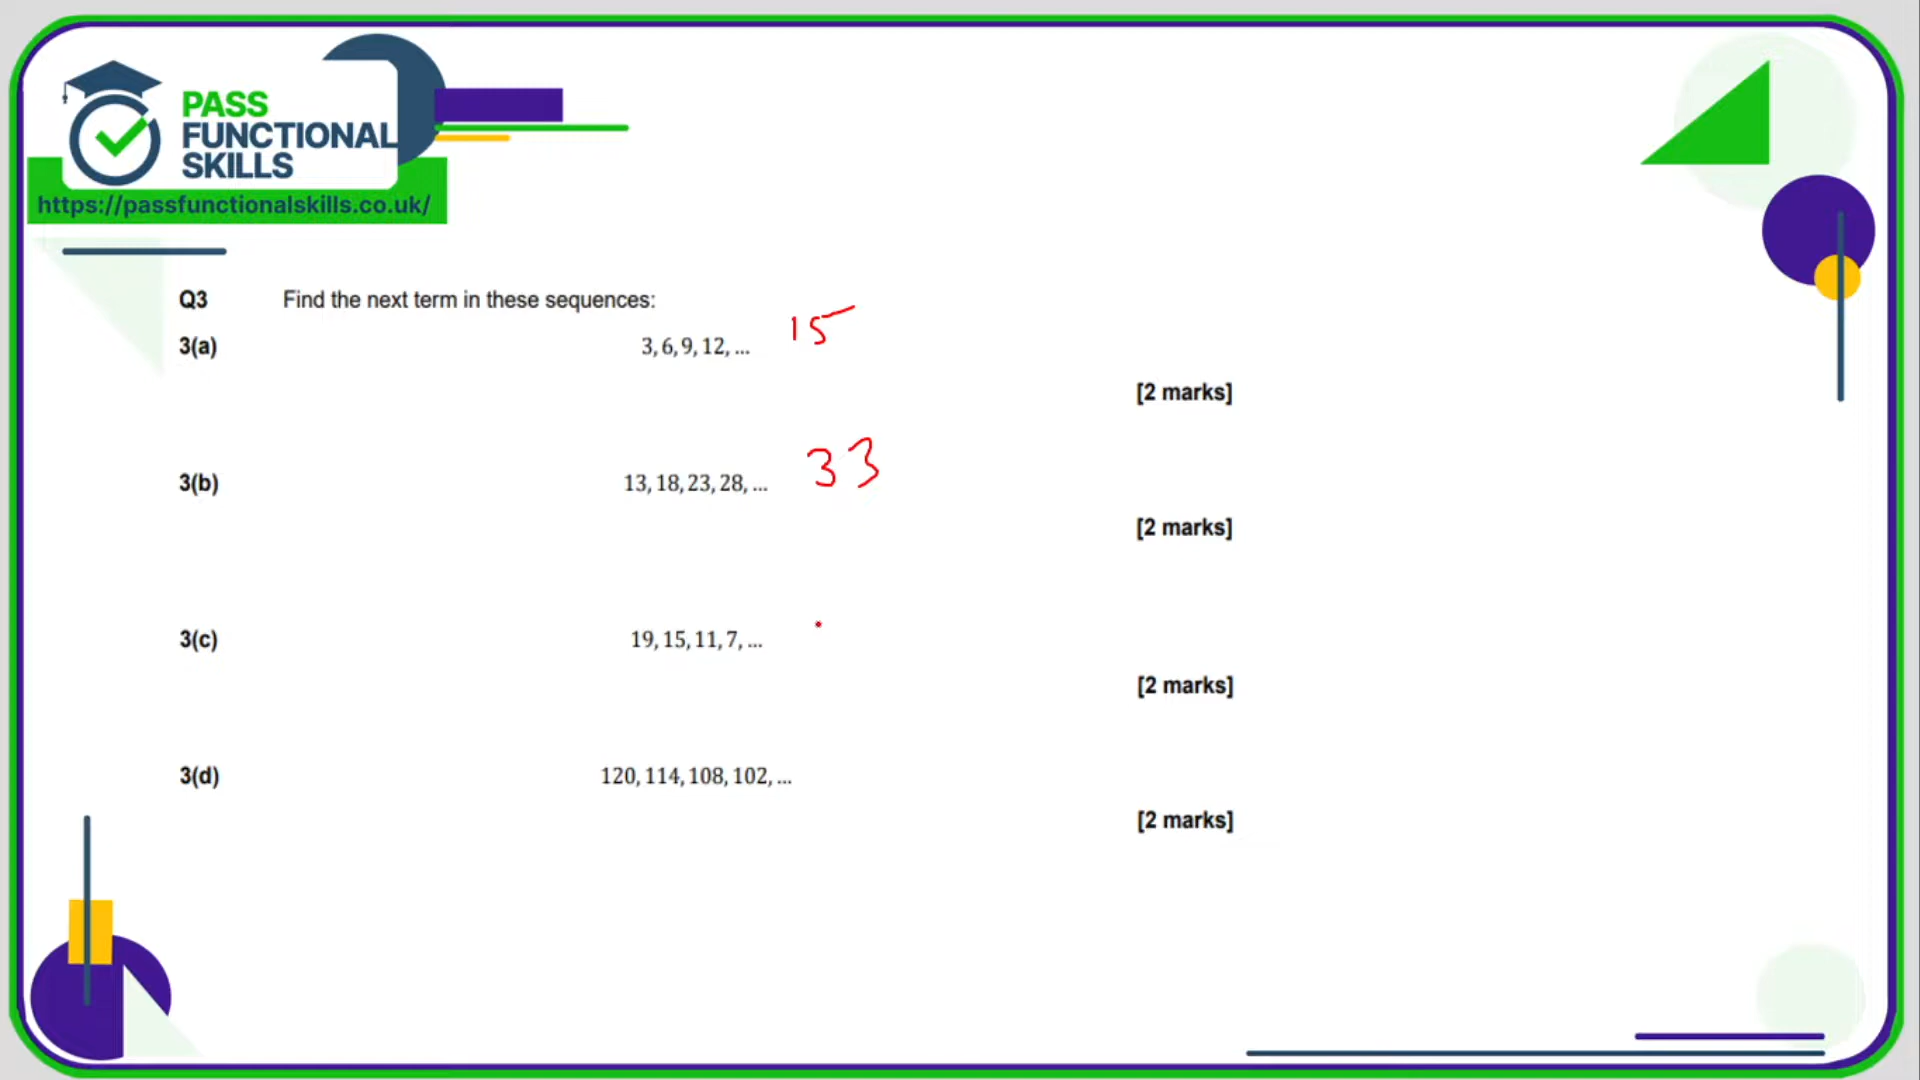 PASS
FUNCTIONAL
SKILLS
https://passfunctionalskills.co.uk/
Q3 Find the next term in these sequences:
3(a) 3, 6, 9, 12, ... 15
[2 marks]
3(b) 13, 18, 23, 28, ... 33
[2 marks]
3(c) 19, 15, 11, 7, ...
[2 marks]
3(d) 120, 114, 108, 102, ...
[2 marks]